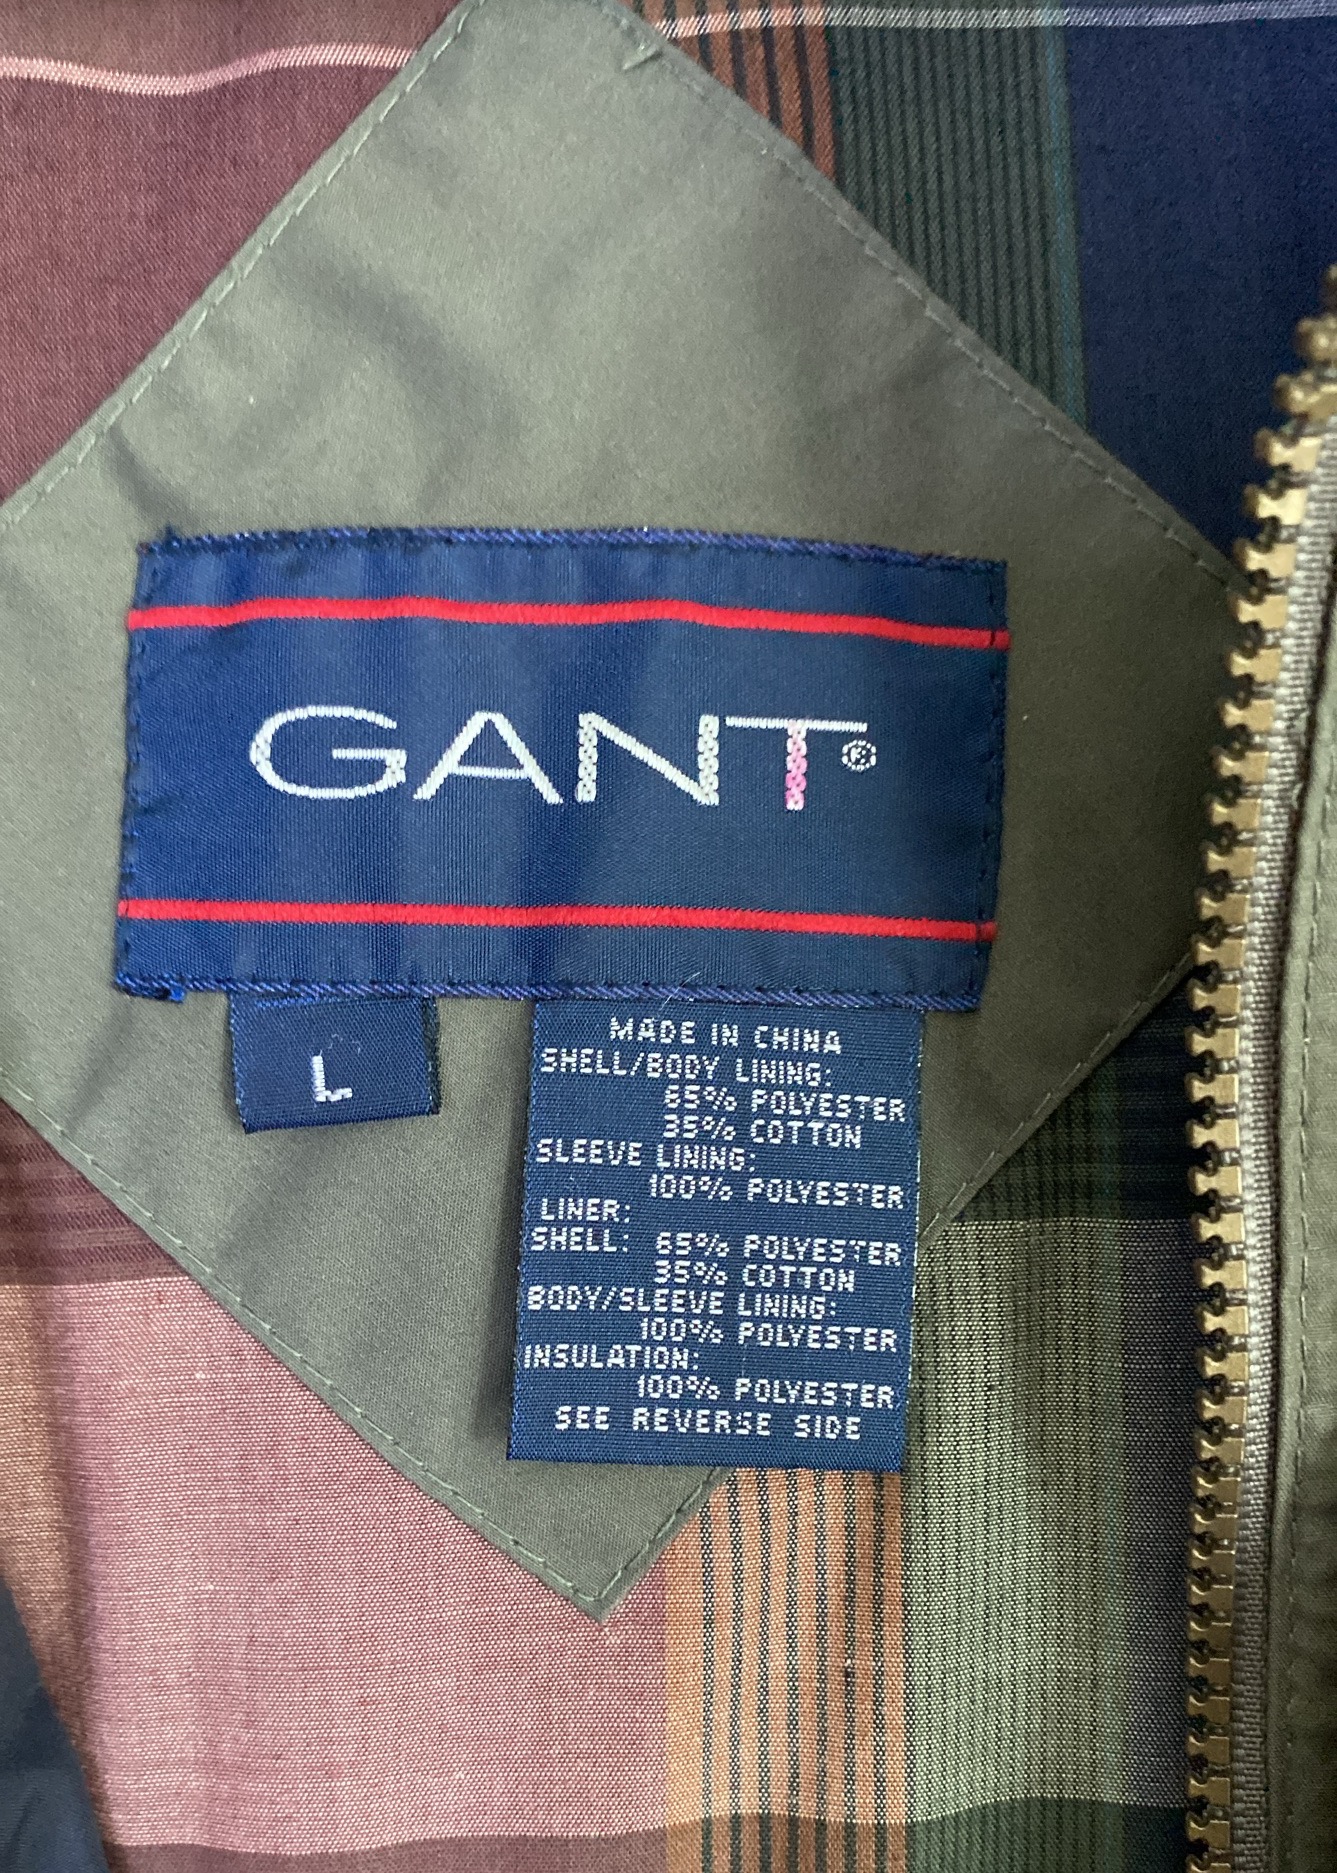 GANT®
L
MADE IN CHINA
SHELL/BODY LINING:
65% POLYESTER
35% COTTON
SLEEVE LINING:
100% POLYESTER
LINER:
SHELL: 65% POLYESTER
35% COTTON
BODY/SLEEVE LINING:
100% POLYESTER
INSULATION:
100% POLYESTER
SEE REVERSE SIDE